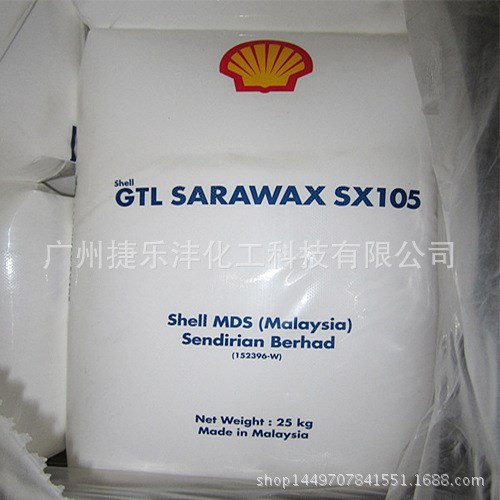 Shell
GTL SARAWAX SX105
广州捷乐沣化工科技有限公司
Shell MDS (Malaysia)
Sendirian Berhad
(152396-W)
Net Weight : 25 kg
Made in Malaysia
shop1449707841551.1688.com